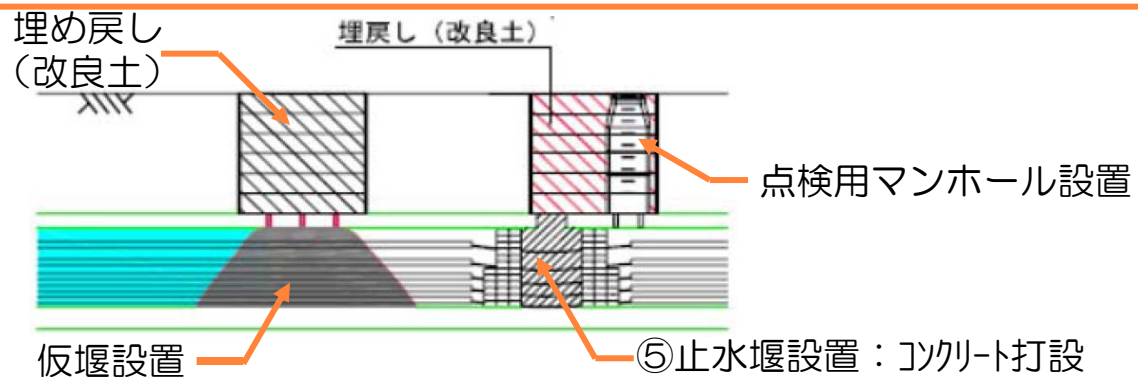 埋め戻し
（改良土）
埋戻し（改良土）
点検用マンホール設置
仮堰設置
⑤止水堰設置：ｺﾝｸﾘｰﾄ打設